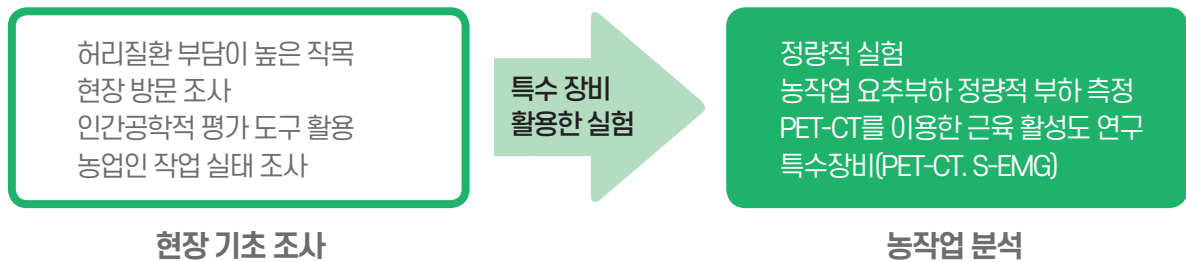 허리질환 부담이 높은 작목
현장 방문 조사
인간공학적 평가 도구 활용
농업인 작업 실태 조사
현장 기초 조사
특수 장비
활용한 실험
정량적 실험
농작업 요추부하 정량적 부하 측정
PET-CT를 이용한 근육 활성도 연구
특수장비(PET-CT. S-EMG)
농작업 분석